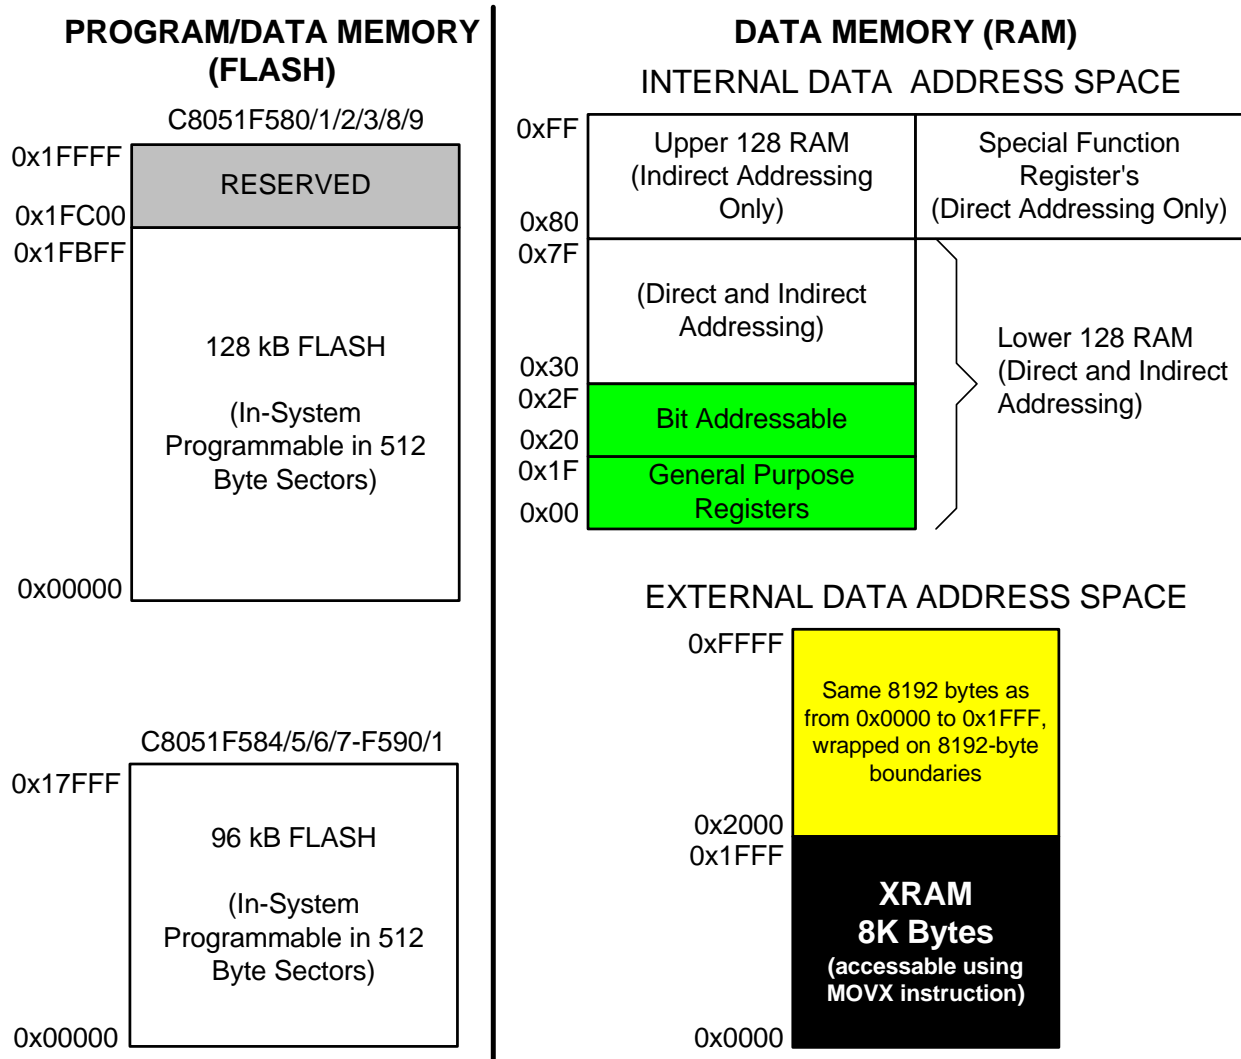 PROGRAM/DATA MEMORY
(FLASH)
C8051F580/1/2/3/8/9
0x1FFFF
RESERVED
0x1FC00
0x1FBFF
128 kB FLASH
(In-System
Programmable in 512
Byte Sectors)
0x00000
C8051F584/5/6/7-F590/1
0x17FFF
96 kB FLASH
(In-System
Programmable in 512
Byte Sectors)
0x00000
DATA MEMORY (RAM)
INTERNAL DATA ADDRESS SPACE
0xFF
Upper 128 RAM
(Indirect Addressing
Only)
0x80
Special Function
Register's
(Direct Addressing Only)
0x7F
(Direct and Indirect
Addressing)
0x30
0x2F
Bit Addressable
0x20
0x1F
General Purpose
Registers
0x00
Lower 128 RAM
(Direct and Indirect
Addressing)
EXTERNAL DATA ADDRESS SPACE
0xFFFF
Same 8192 bytes as
from 0x0000 to 0x1FFF,
wrapped on 8192-byte
boundaries
0x2000
0x1FFF
XRAM
8K Bytes
(accessable using
MOVX instruction)
0x0000